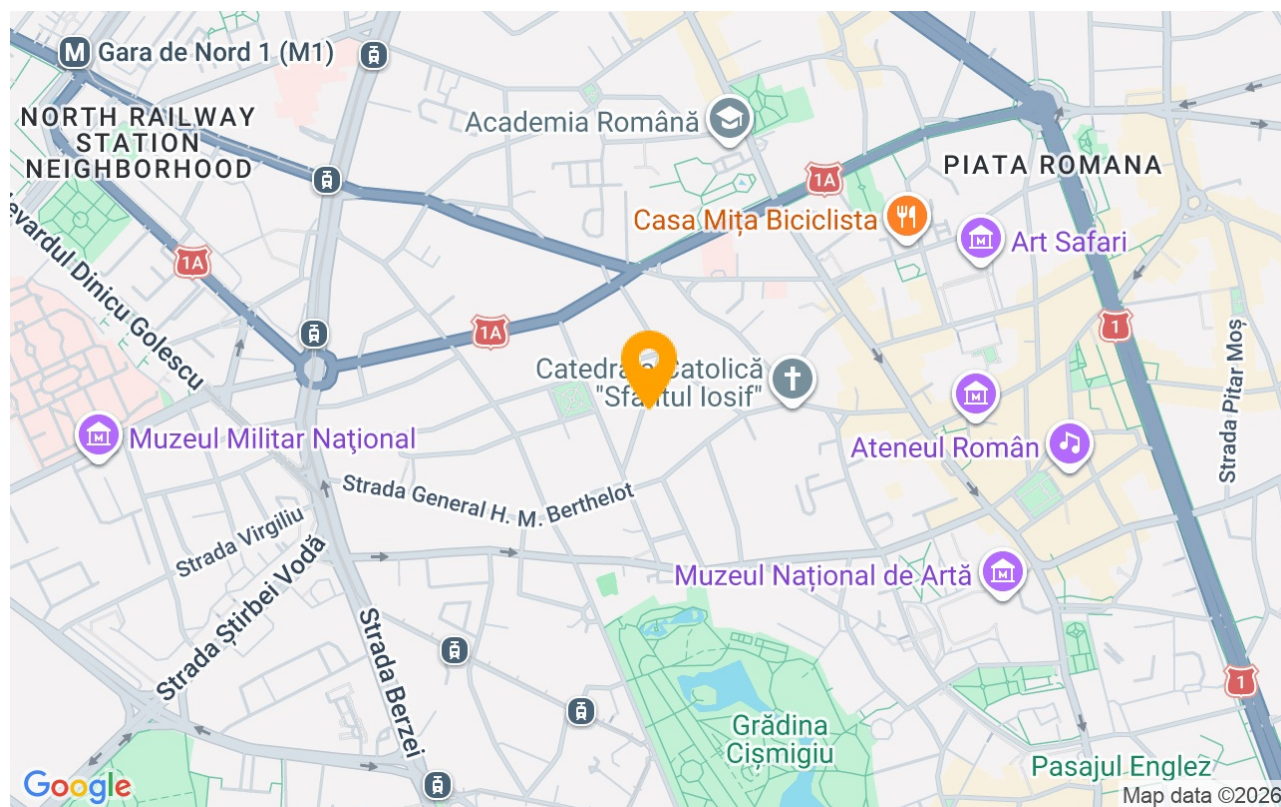 M Gara de Nord 1 (M1)
NORTH RAILWAY
STATION
NEIGHBORHOOD
Academia Română
1A
PIATA ROMANA
Casa Mița Biciclista
Art Safari
1A
Dinicu Golescu
1A
1
Catolică
"Sfântul Iosif"
Strada Pitar Moș
Muzeul Militar Naţional
Ateneul Român
Strada General H. M. Berthelot
Strada Virgiliu
Strada Știrbei Vodă
Muzeul Național de Artă
Strada Berzei
1
Grădina
Cișmigiu
Pasajul Englez
Google
Map data ©2026